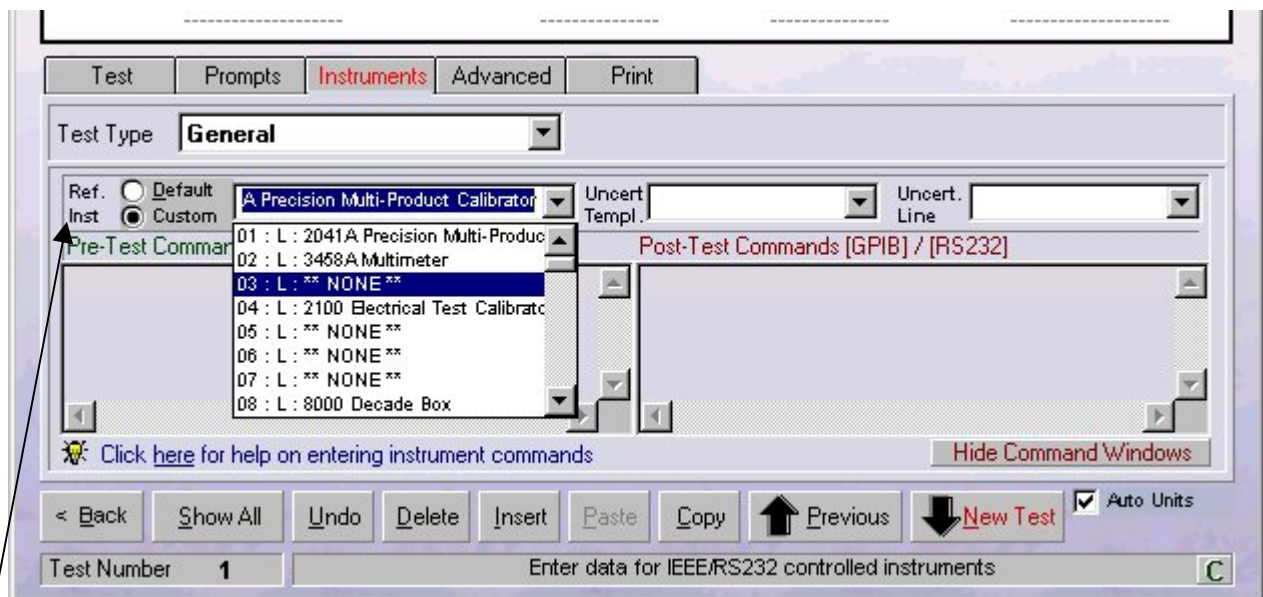 Test Prompts Instruments Advanced Print
Test Type General
Ref. Inst Default Custom A Precision Multi-Product Calibrator Uncert Templ. Uncert. Line
Pre-Test Comman Post-Test Commands [GPIB] / [RS232]
01 : L : 2041A Precision Multi-Produc
02 : L : 3458A Multimeter
03 : L : ** NONE **
04 : L : 2100 Electrical Test Calibratc
05 : L : ** NONE **
06 : L : ** NONE **
07 : L : ** NONE **
08 : L : 8000 Decade Box
Click here for help on entering instrument commands Hide Command Windows
< Back Show All Undo Delete Insert Paste Copy Previous New Test Auto Units
Test Number 1 Enter data for IEEE/RS232 controlled instruments C